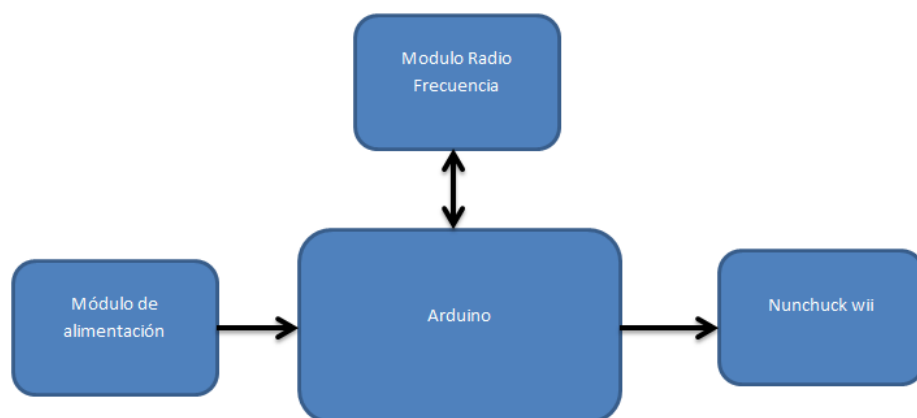 Modulo Radio
Frecuencia
Módulo de
alimentación
Arduino
Nunchuck wii